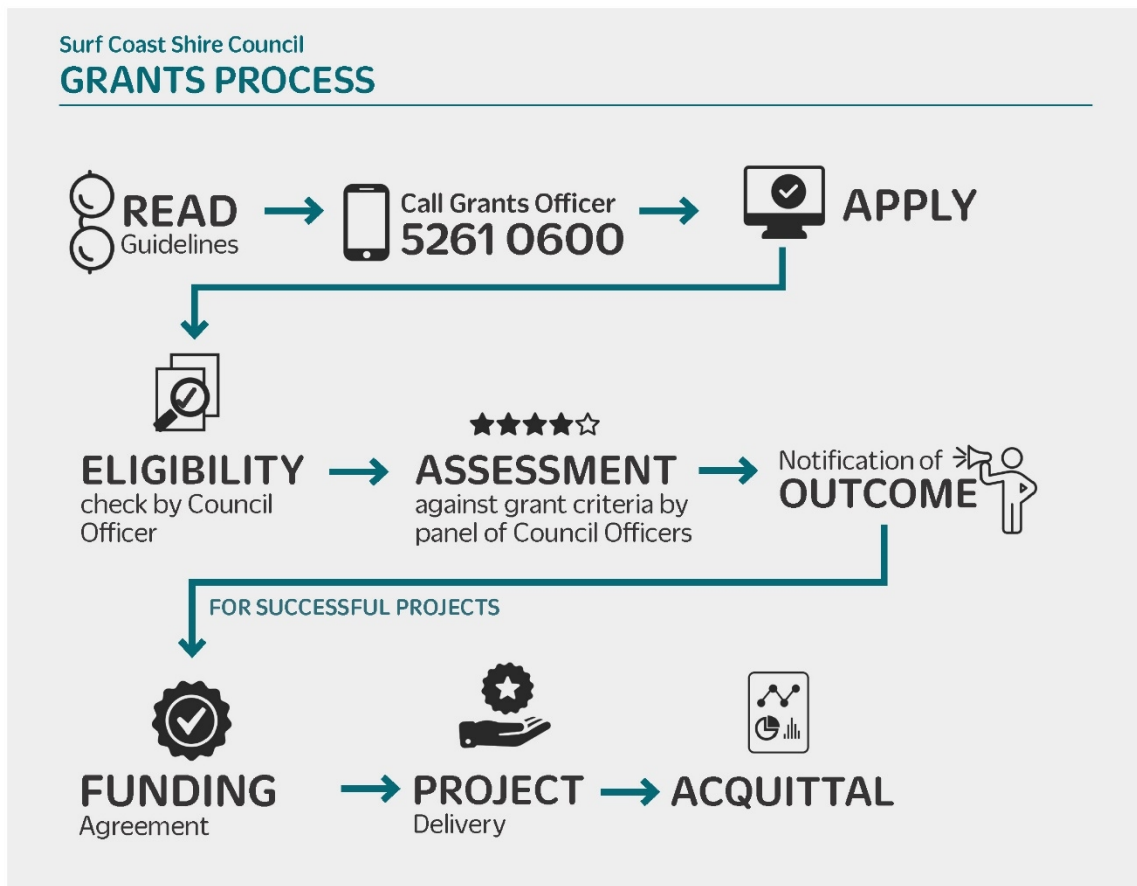 Surf Coast Shire Council
GRANTS PROCESS
READ
Guidelines
Call Grants Officer
5261 0600
APPLY
ELIGIBILITY
check by Council
Officer
ASSESSMENT
against grant criteria by
panel of Council Officers
Notification of
OUTCOME
FOR SUCCESSFUL PROJECTS
FUNDING
Agreement
PROJECT
Delivery
ACQUITTAL